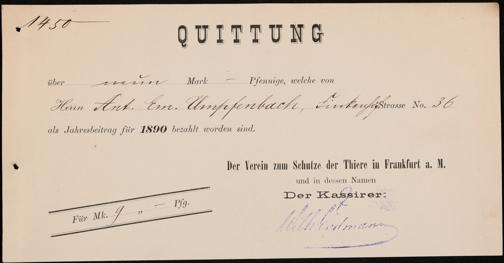 1450
QUITTUNG
über neun Mark — Pfennige, welche von
Herrn Ant. Em. Umpfenbach, Strasse No. 36
als Jahresbeitrag für 1890 bezahlt worden sind.
Der Verein zum Schutze der Thiere in Frankfurt a. M.
und in dessen Namen
Der Kassirer:
Für Mk. 9 „ — Pfg.